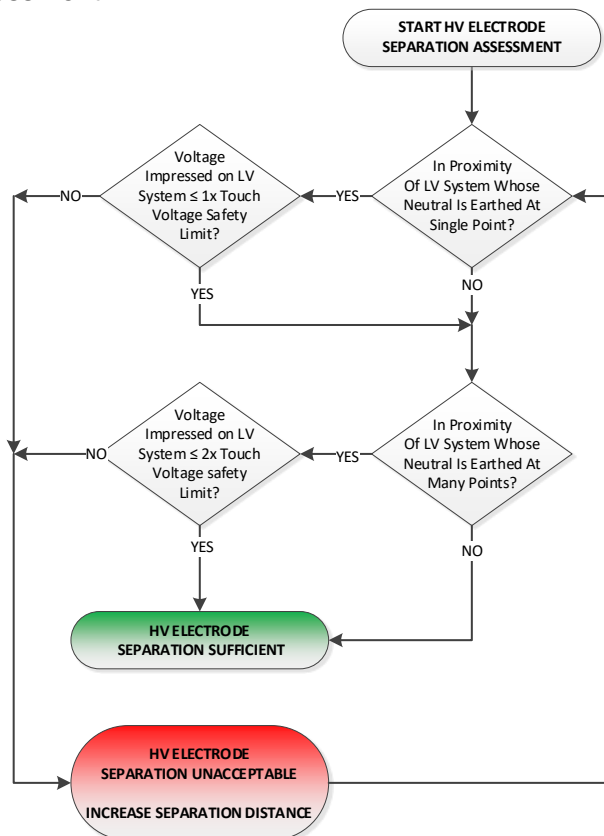 START HV ELECTRODE
SEPARATION ASSESSMENT
In Proximity
Of LV System Whose
Neutral Is Earthed At
Single Point?
YES
Voltage
Impressed on LV
System ≤ 1x Touch
Voltage Safety
Limit?
NO
YES
NO
In Proximity
Of LV System Whose
Neutral Is Earthed At
Many Points?
YES
Voltage
Impressed on LV
System ≤ 2x Touch
Voltage safety
Limit?
NO
YES
NO
HV ELECTRODE
SEPARATION SUFFICIENT
HV ELECTRODE
SEPARATION UNACCEPTABLE
INCREASE SEPARATION DISTANCE